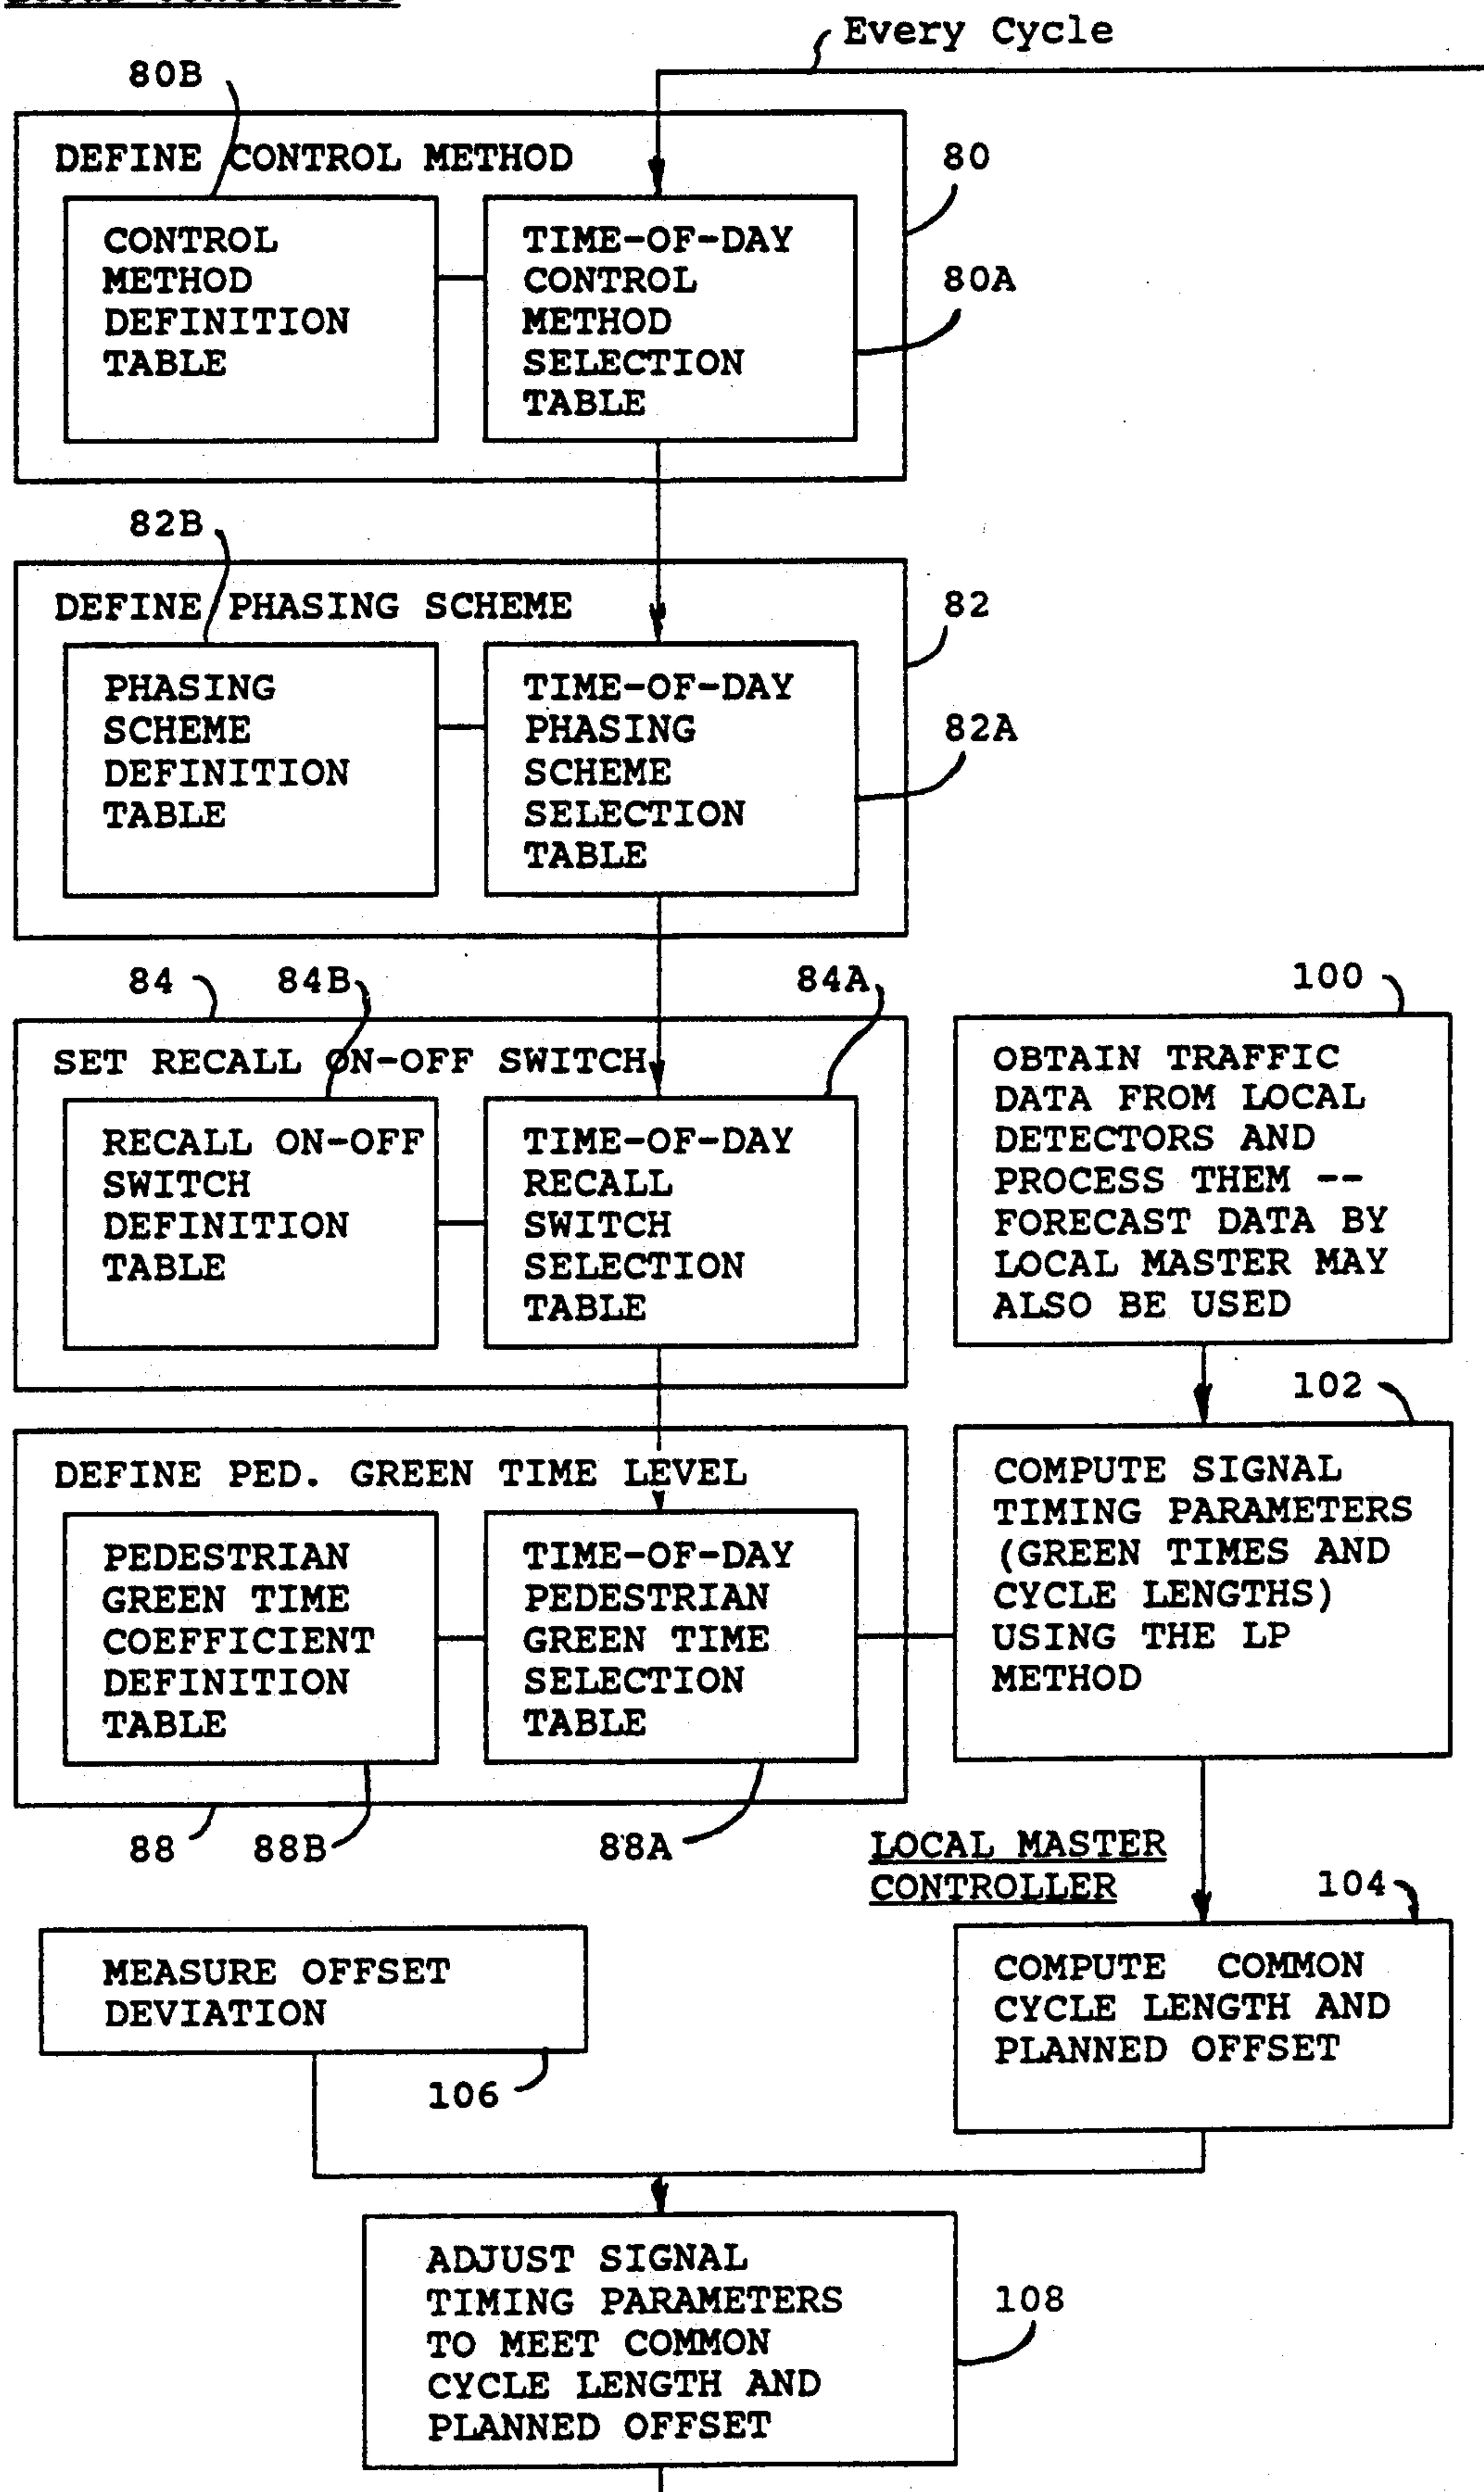 Every Cycle
80B
DEFINE CONTROL METHOD
80
CONTROL
METHOD
DEFINITION
TABLE
TIME-OF-DAY
CONTROL
METHOD
SELECTION
TABLE
80A
82B
DEFINE PHASING SCHEME
82
PHASING
SCHEME
DEFINITION
TABLE
TIME-OF-DAY
PHASING
SCHEME
SELECTION
TABLE
82A
84
84B
84A
100
SET RECALL ON-OFF SWITCH
RECALL ON-OFF
SWITCH
DEFINITION
TABLE
TIME-OF-DAY
RECALL
SWITCH
SELECTION
TABLE
OBTAIN TRAFFIC
DATA FROM LOCAL
DETECTORS AND
PROCESS THEM --
FORECAST DATA BY
LOCAL MASTER MAY
ALSO BE USED
102
DEFINE PED. GREEN TIME LEVEL
PEDESTRIAN
GREEN TIME
COEFFICIENT
DEFINITION
TABLE
TIME-OF-DAY
PEDESTRIAN
GREEN TIME
SELECTION
TABLE
COMPUTE SIGNAL
TIMING PARAMETERS
(GREEN TIMES AND
CYCLE LENGTHS)
USING THE LP
METHOD
88
88B
88A
LOCAL MASTER
CONTROLLER
104
MEASURE OFFSET
DEVIATION
106
COMPUTE COMMON
CYCLE LENGTH AND
PLANNED OFFSET
ADJUST SIGNAL
TIMING PARAMETERS
TO MEET COMMON
CYCLE LENGTH AND
PLANNED OFFSET
108